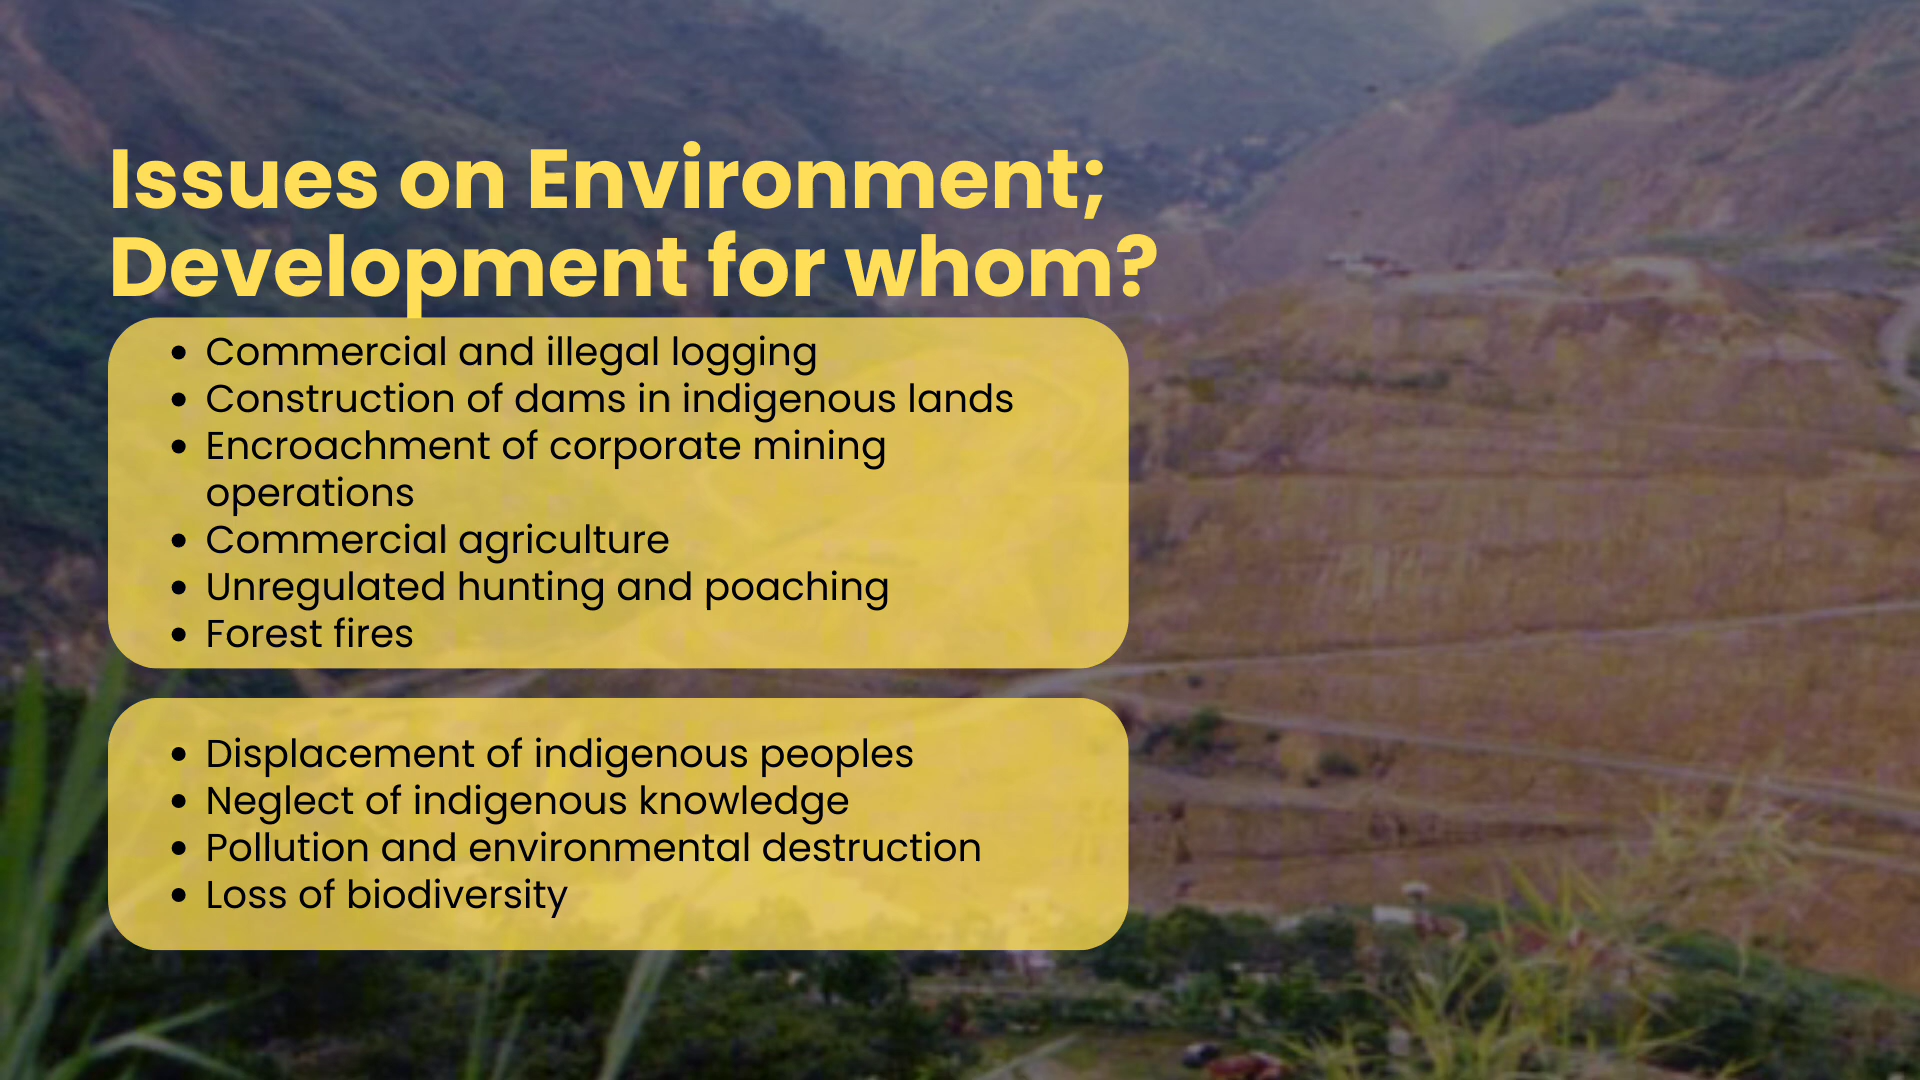 Issues on Environment;
Development for whom?
• Commercial and illegal logging
• Construction of dams in indigenous lands
• Encroachment of corporate mining
operations
• Commercial agriculture
• Unregulated hunting and poaching
• Forest fires
• Displacement of indigenous peoples
• Neglect of indigenous knowledge
• Pollution and environmental destruction
• Loss of biodiversity